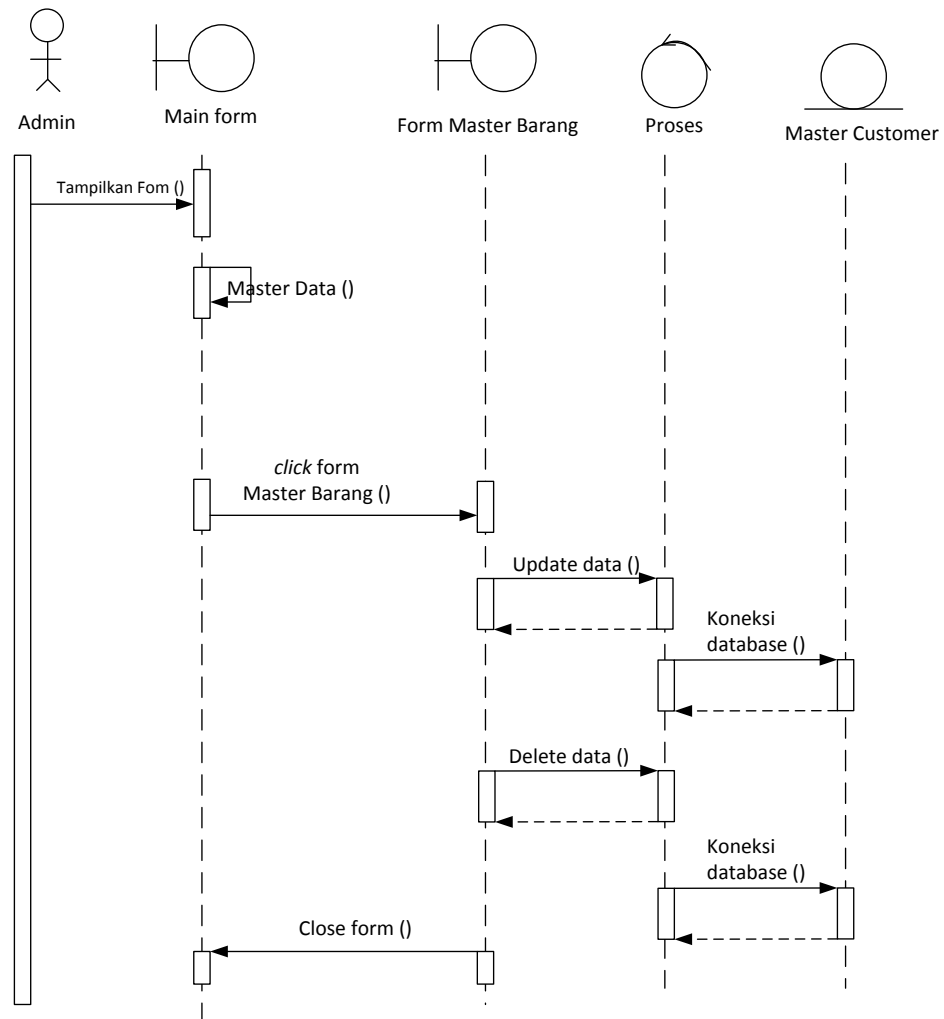 Admin
Main form
Form Master Barang
Proses
Master Customer
Tampilkan Fom ()
Master Data ()
click form
Master Barang ()
Update data ()
Koneksi
database ()
Delete data ()
Koneksi
database ()
Close form ()